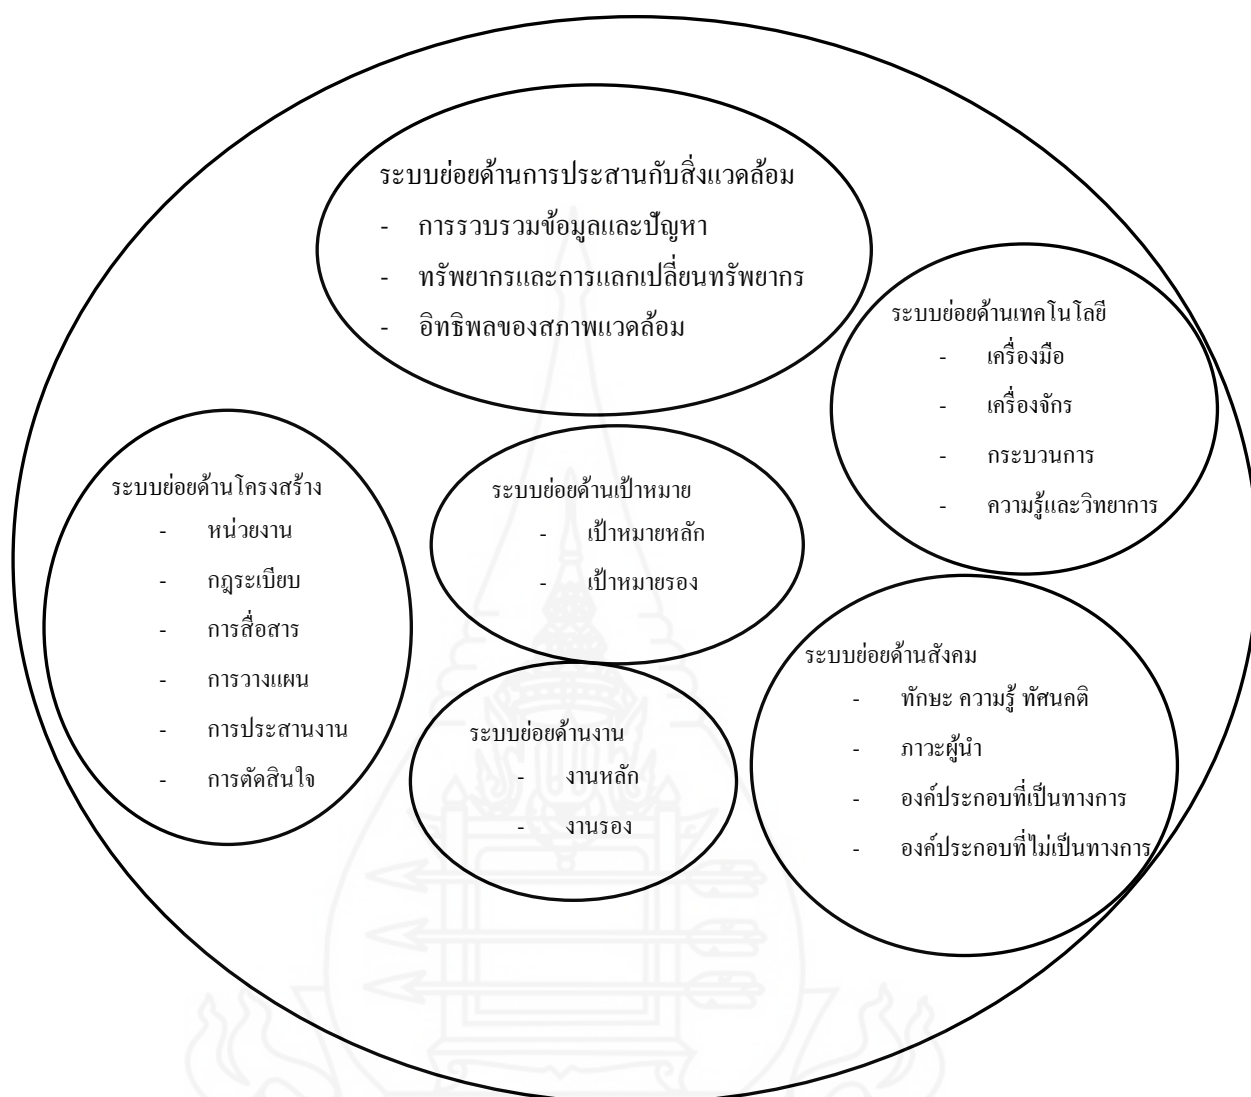 ระบบย่อยด้านการประสานกับสิ่งแวดล้อม
- การรวบรวมข้อมูลและปัญหา
- ทรัพยากรและการแลกเปลี่ยนทรัพยากร
- อิทธิพลของสภาพแวดล้อม
ระบบย่อยด้านเทคโนโลยี
- เครื่องมือ
- เครื่องจักร
- กระบวนการ
- ความรู้และวิทยาการ
ระบบย่อยด้านโครงสร้าง
- หน่วยงาน
- กฎระเบียบ
- การสื่อสาร
- การวางแผน
- การประสานงาน
- การตัดสินใจ
ระบบย่อยด้านเป้าหมาย
- เป้าหมายหลัก
- เป้าหมายรอง
ระบบย่อยด้านงาน
- งานหลัก
- งานรอง
ระบบย่อยด้านสังคม
- ทักษะ ความรู้ ทัศนคติ
- ภาวะผู้นำ
- องค์ประกอบที่เป็นทางการ
- องค์ประกอบที่ไม่เป็นทางการ